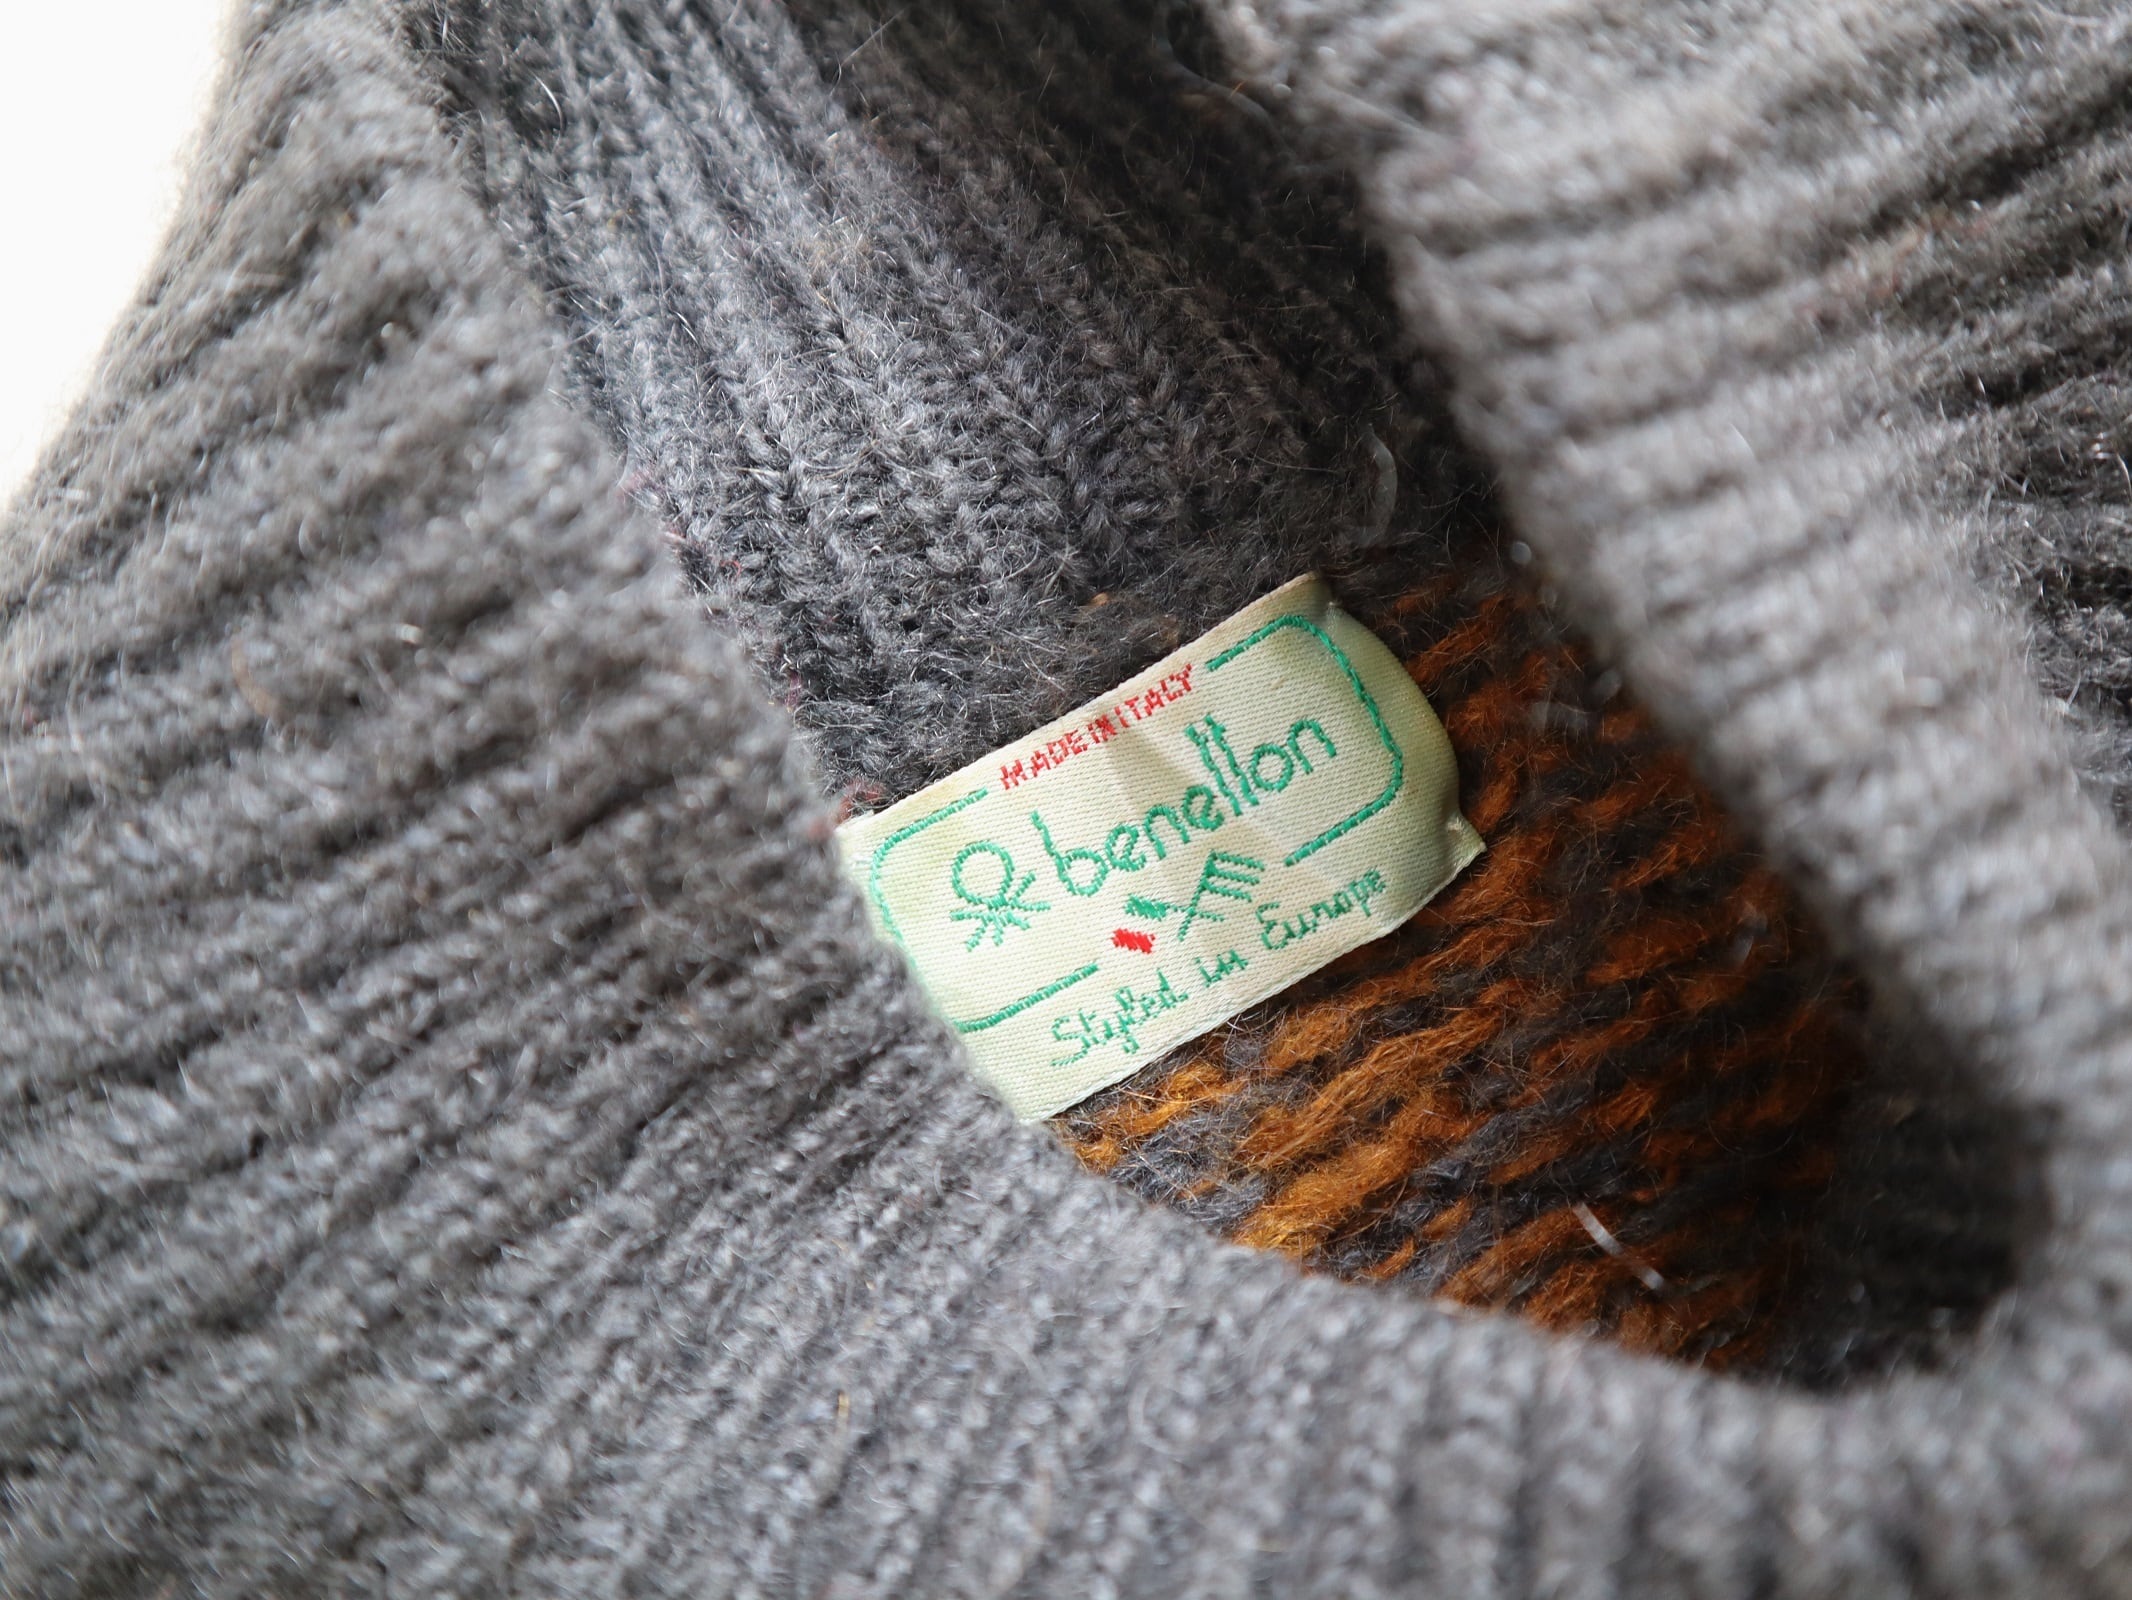 MADE IN ITALY
benetton
Styled in Europe